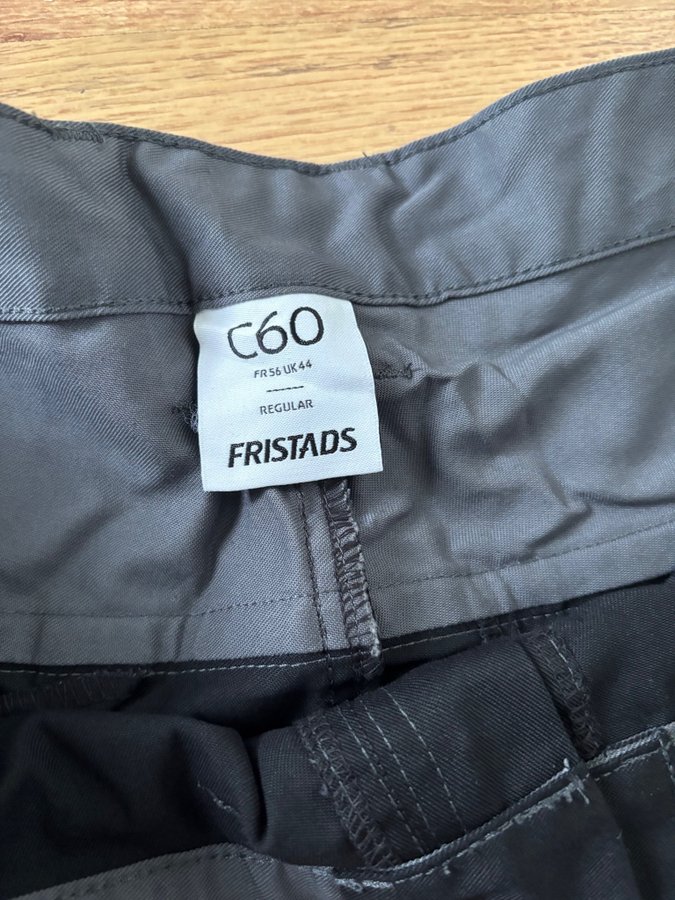 C60
FR 56 UK 44
REGULAR
FRISTADS